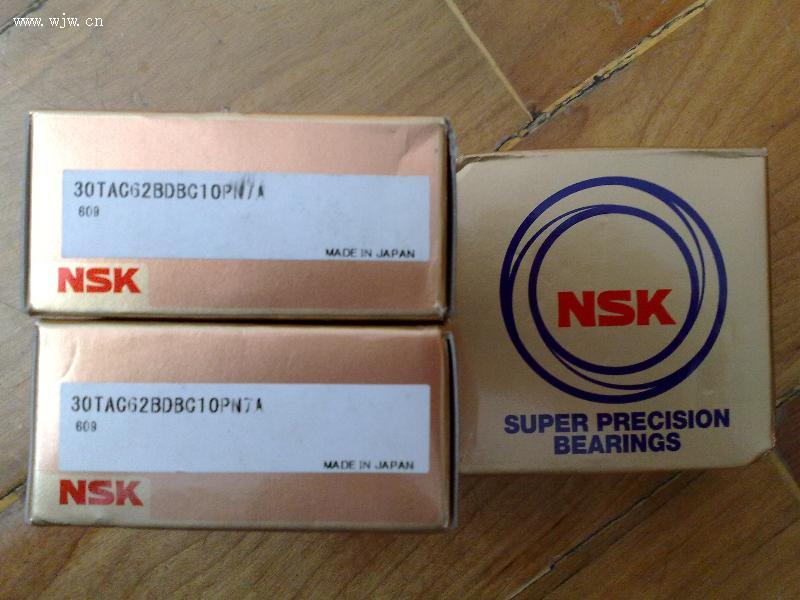 www.wjw.cn
30TAC62BDBC10PN7A
609
MADE IN JAPAN
NSK
30TAC62BDBC10PN7A
609
MADE IN JAPAN
NSK
NSK
SUPER PRECISION
BEARINGS